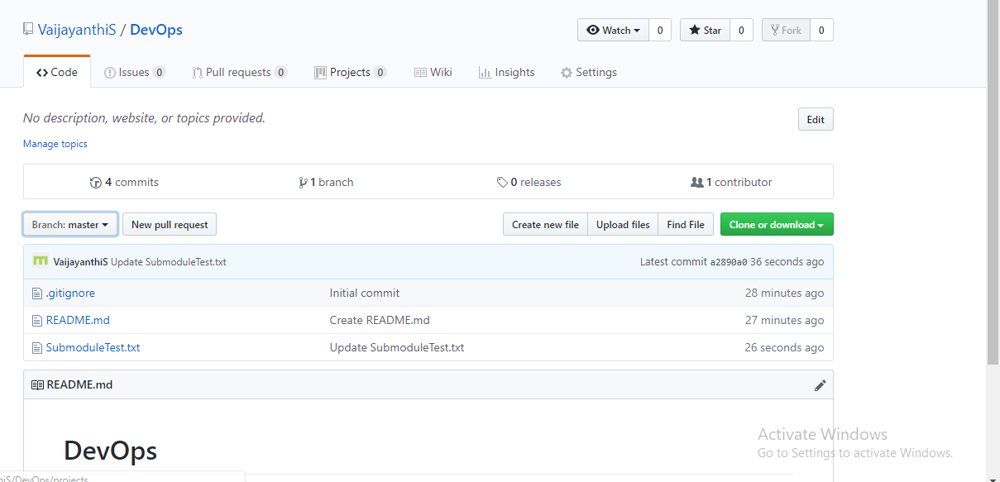 VaijayanthiS / DevOps
Watch 0 Star 0 Fork 0
Code Issues 0 Pull requests 0 Projects 0 Wiki Insights Settings
No description, website, or topics provided.
Edit
Manage topics
4 commits 1 branch 0 releases 1 contributor
Branch: master New pull request Create new file Upload files Find File Clone or download
VaijayanthiS Update SubmoduleTest.txt Latest commit a2890a0 36 seconds ago
.gitignore Initial commit 28 minutes ago
README.md Create README.md 27 minutes ago
SubmoduleTest.txt Update SubmoduleTest.txt 26 seconds ago
README.md
DevOps
Activate Windows
Go to Settings to activate Windows.
hiS/DevOps/projects